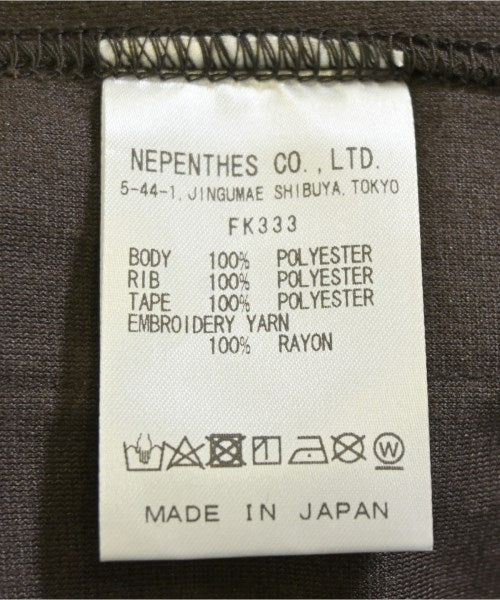 NEPENTHES CO., LTD.
5-44-1, JINGUMAE SHIBUYA, TOKYO
FK333
BODY 100% POLYESTER
RIB 100% POLYESTER
TAPE 100% POLYESTER
EMBROIDERY YARN
100% RAYON
W
MADE IN JAPAN